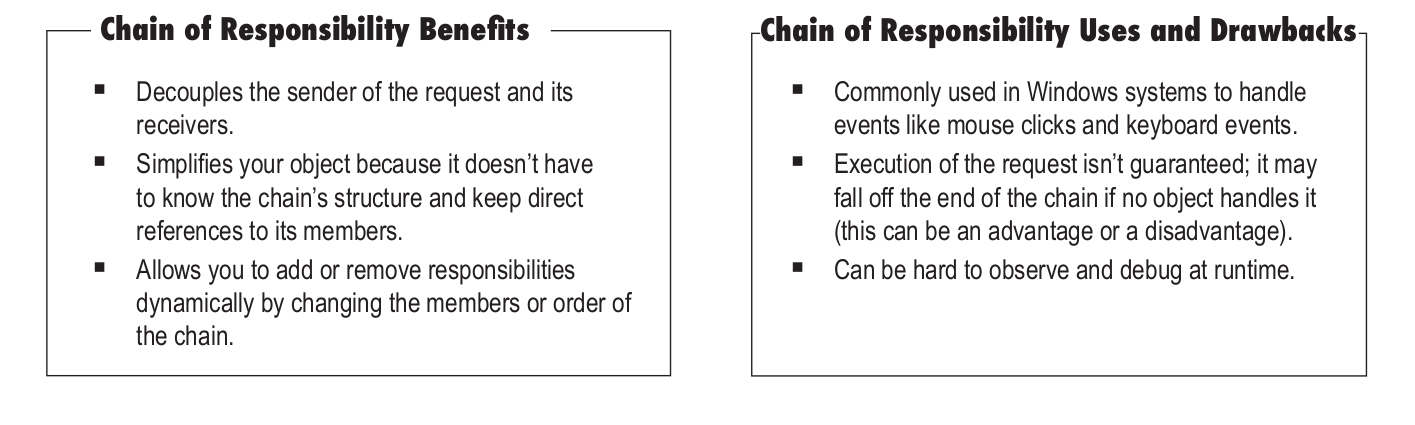 Chain of Responsibility Benefits
▪ Decouples the sender of the request and its
receivers.
▪ Simplifies your object because it doesn’t have
to know the chain’s structure and keep direct
references to its members.
▪ Allows you to add or remove responsibilities
dynamically by changing the members or order of
the chain.
Chain of Responsibility Uses and Drawbacks
▪ Commonly used in Windows systems to handle
events like mouse clicks and keyboard events.
▪ Execution of the request isn’t guaranteed; it may
fall off the end of the chain if no object handles it
(this can be an advantage or a disadvantage).
▪ Can be hard to observe and debug at runtime.